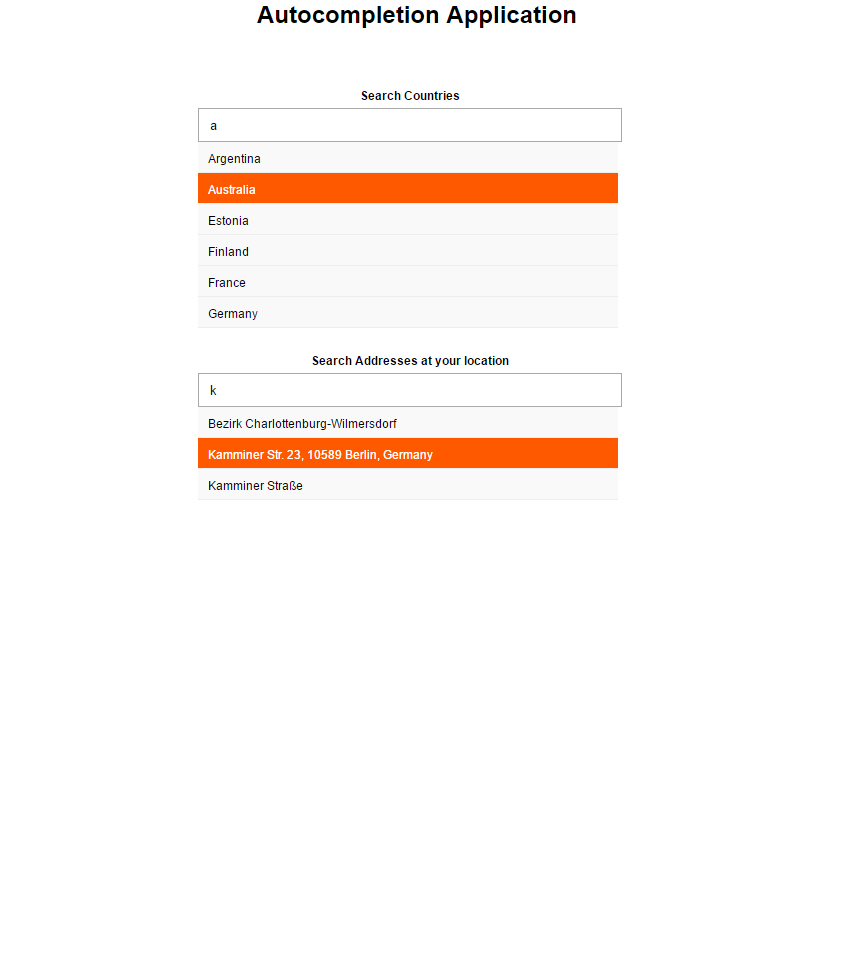 Autocompletion Application
Search Countries
a
Argentina
Australia
Estonia
Finland
France
Germany
Search Addresses at your location
k
Bezirk Charlottenburg-Wilmersdorf
Kamminer Str. 23, 10589 Berlin, Germany
Kamminer Straße